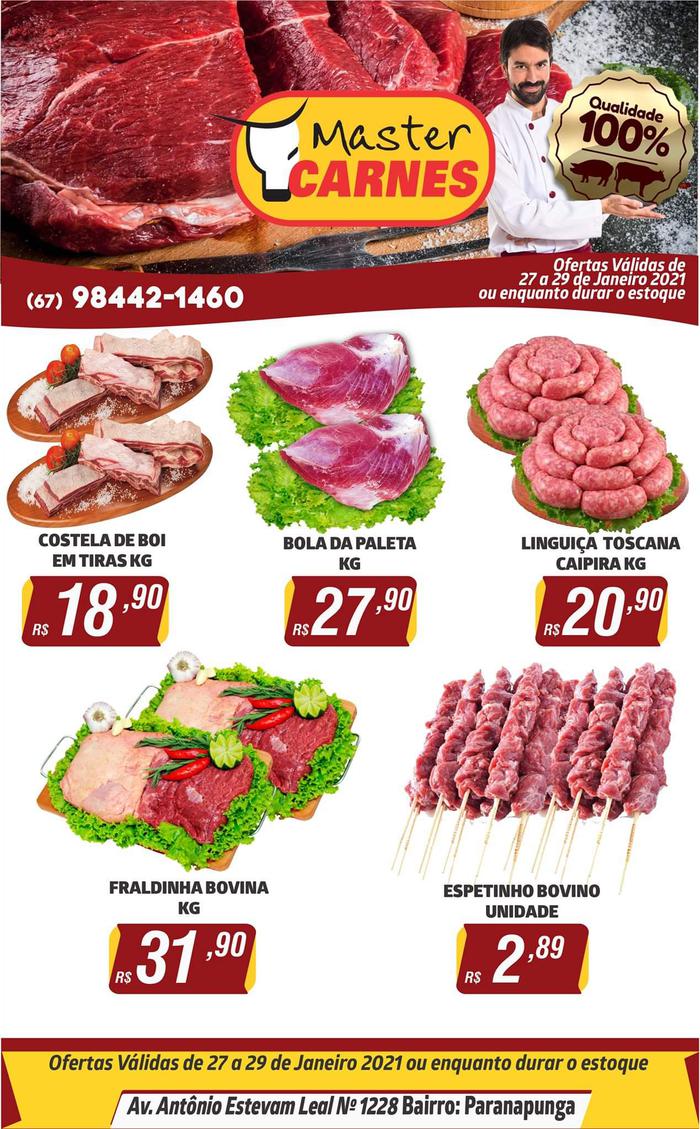 Master
CARNES
Qualidade
100%
(67) 98442-1460
Ofertas Válidas de
27 a 29 de Janeiro 2021
ou enquanto durar o estoque
COSTELA DE BOI
EM TIRAS KG
R$ 18,90
BOLA DA PALETA
KG
R$ 27,90
LINGUIÇA TOSCANA
CAIPIRA KG
R$ 20,90
FRALDINHA BOVINA
KG
R$ 31,90
ESPETINHO BOVINO
UNIDADE
R$ 2,89
Ofertas Válidas de 27 a 29 de Janeiro 2021 ou enquanto durar o estoque
Av. Antônio Estevam Leal Nº 1228 Bairro: Paranapunga